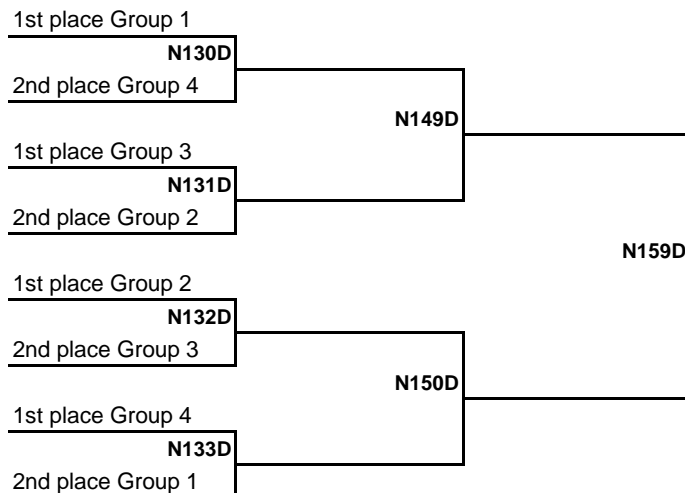 1st place Group 1
N130D
2nd place Group 4
N149D
1st place Group 3
N131D
2nd place Group 2
N159D
1st place Group 2
N132D
2nd place Group 3
N150D
1st place Group 4
N133D
2nd place Group 1